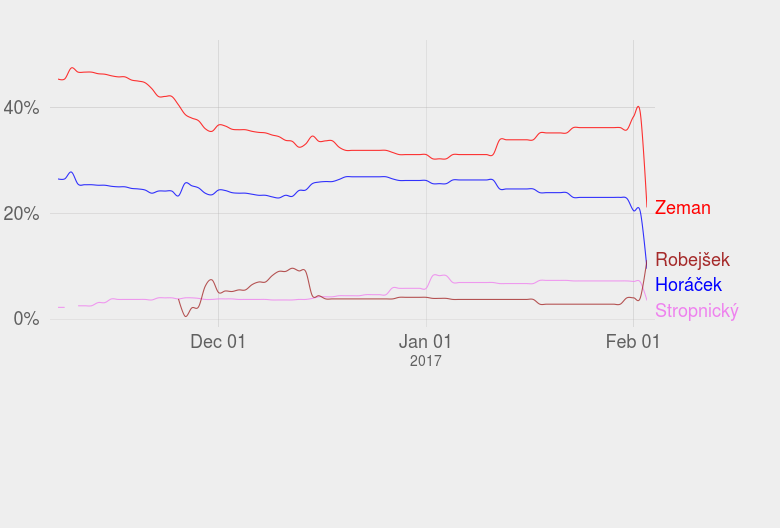 40%
20%
0%
Zeman
Robejšek
Horáček
Stropnický
Dec 01
Jan 01
Feb 01
2017